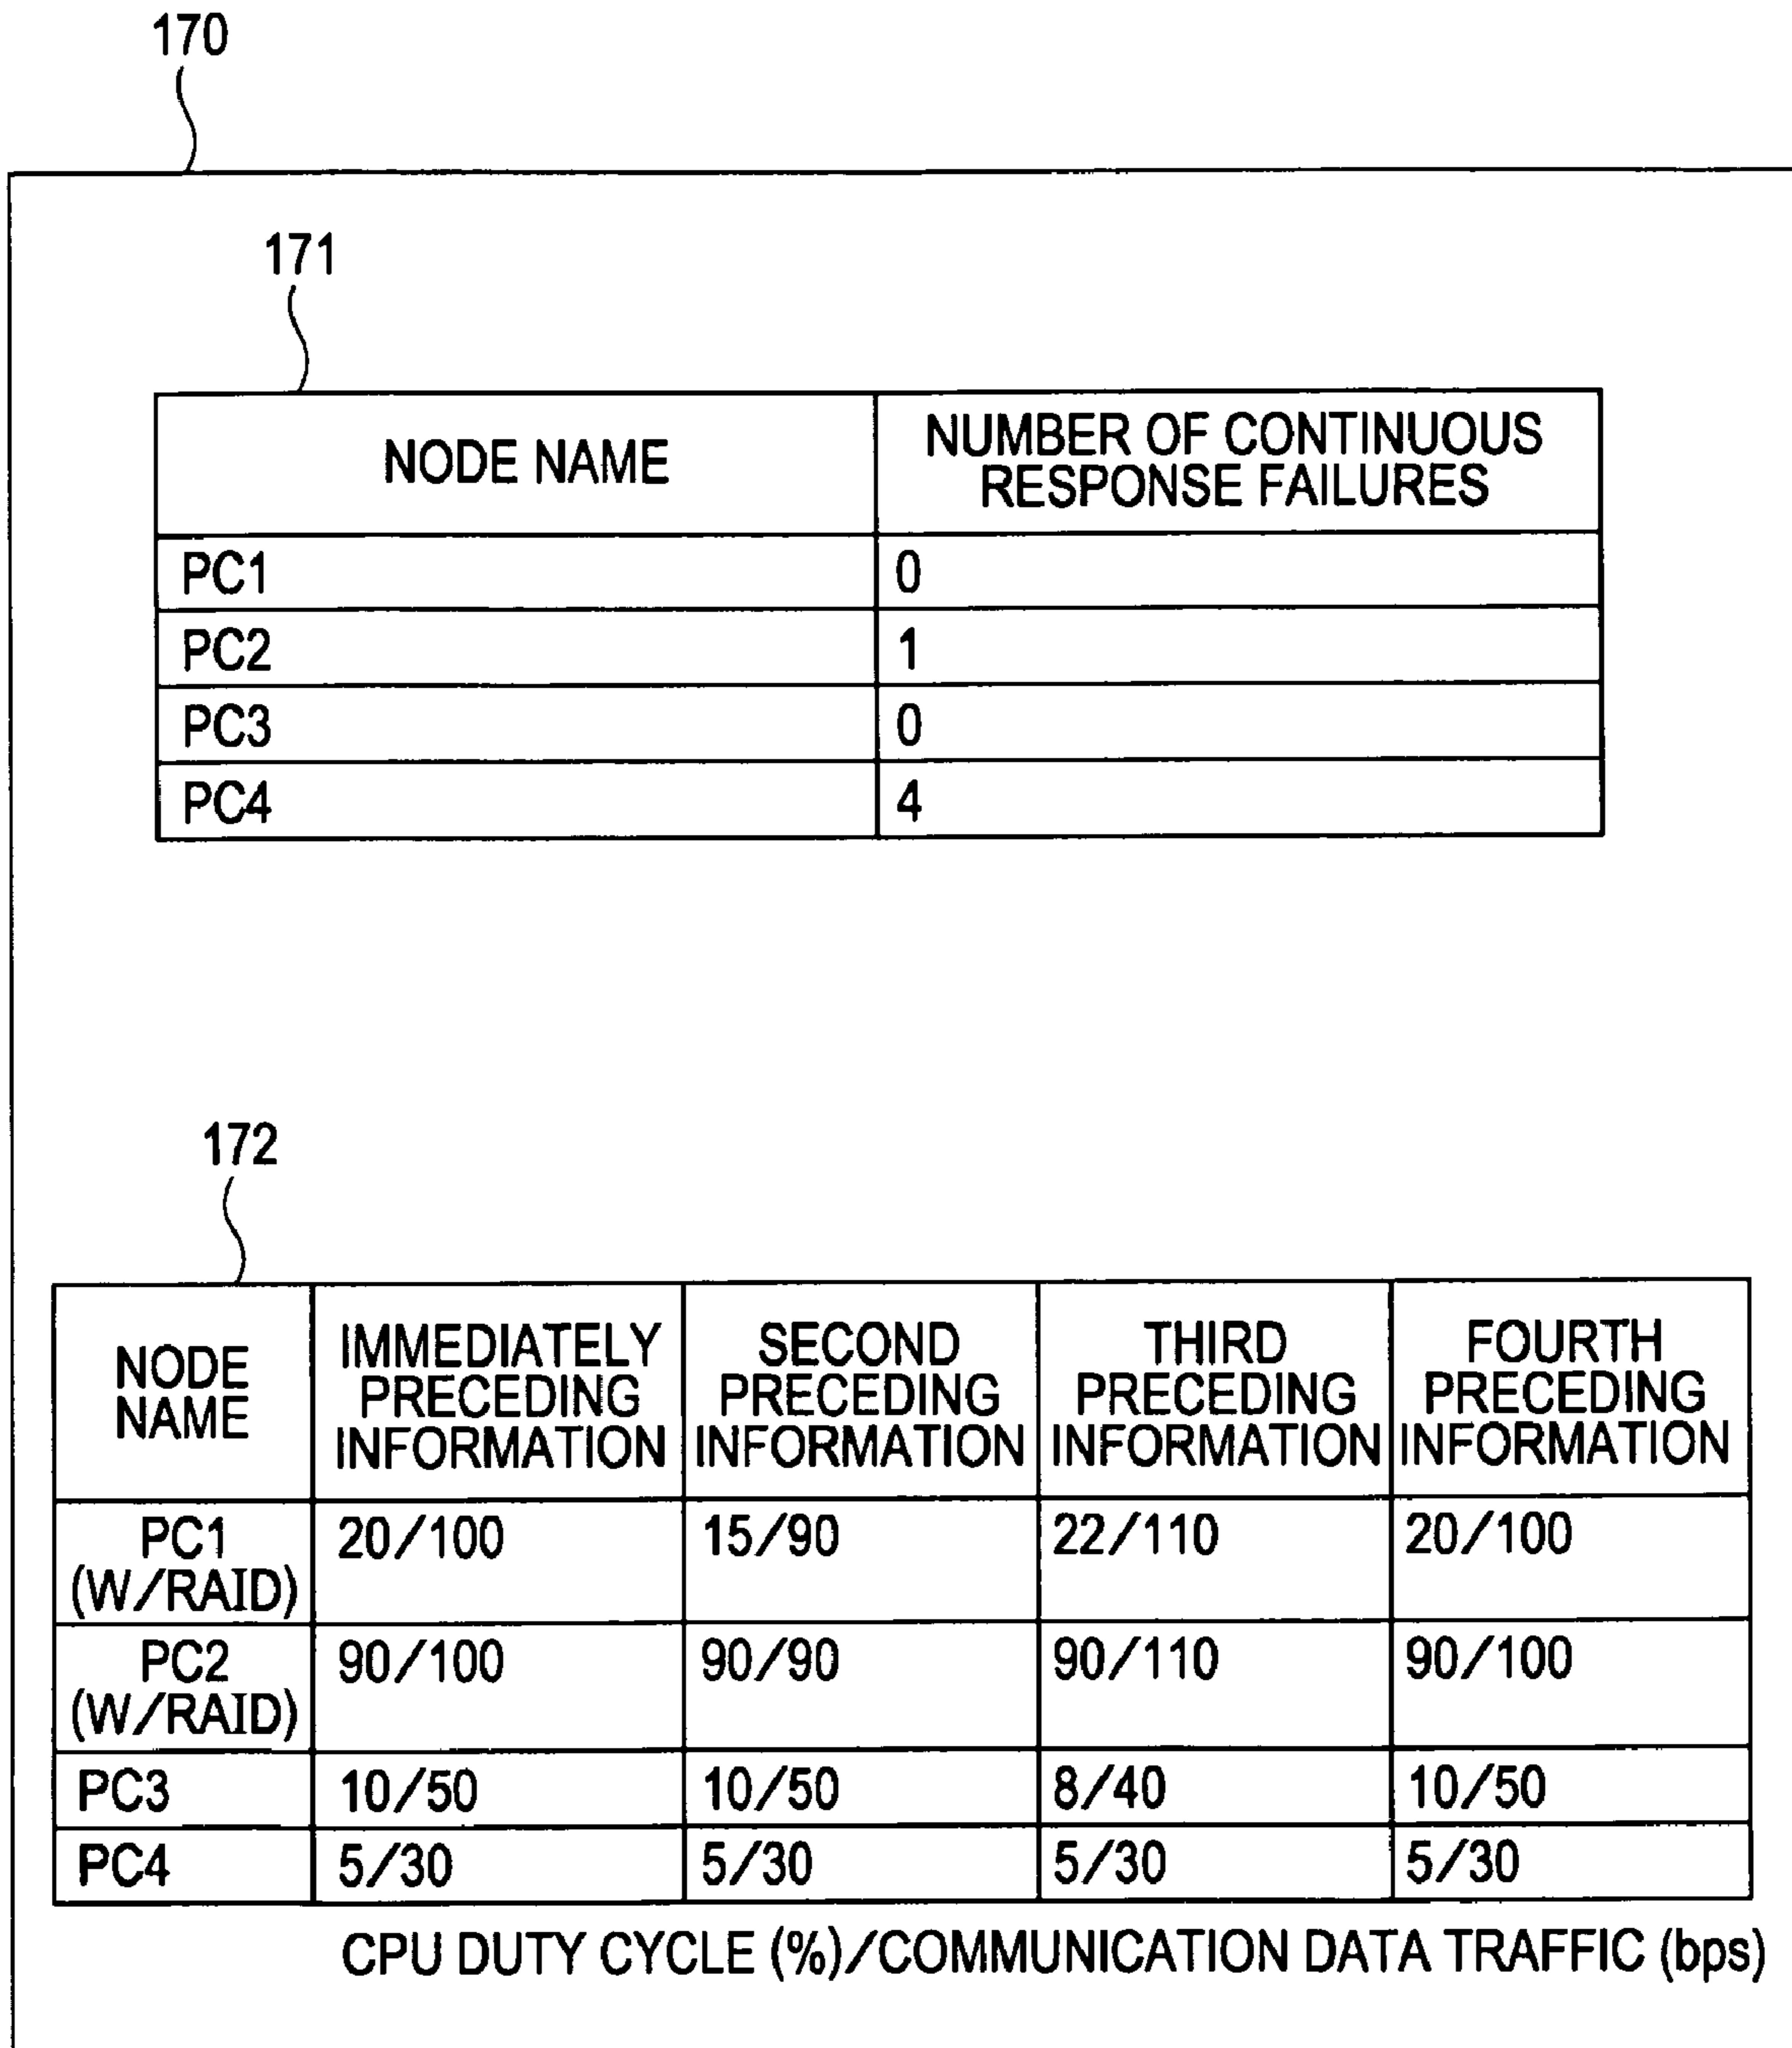 170
171
NODE NAME
NUMBER OF CONTINUOUS
RESPONSE FAILURES
PC1
0
PC2
1
PC3
0
PC4
4
172
NODE
NAME
IMMEDIATELY
PRECEDING
INFORMATION
SECOND
PRECEDING
INFORMATION
THIRD
PRECEDING
INFORMATION
FOURTH
PRECEDING
INFORMATION
PC1
(W/RAID)
20/100
15/90
22/110
20/100
PC2
(W/RAID)
90/100
90/90
90/110
90/100
PC3
10/50
10/50
8/40
10/50
PC4
5/30
5/30
5/30
5/30
CPU DUTY CYCLE (%)/COMMUNICATION DATA TRAFFIC (bps)